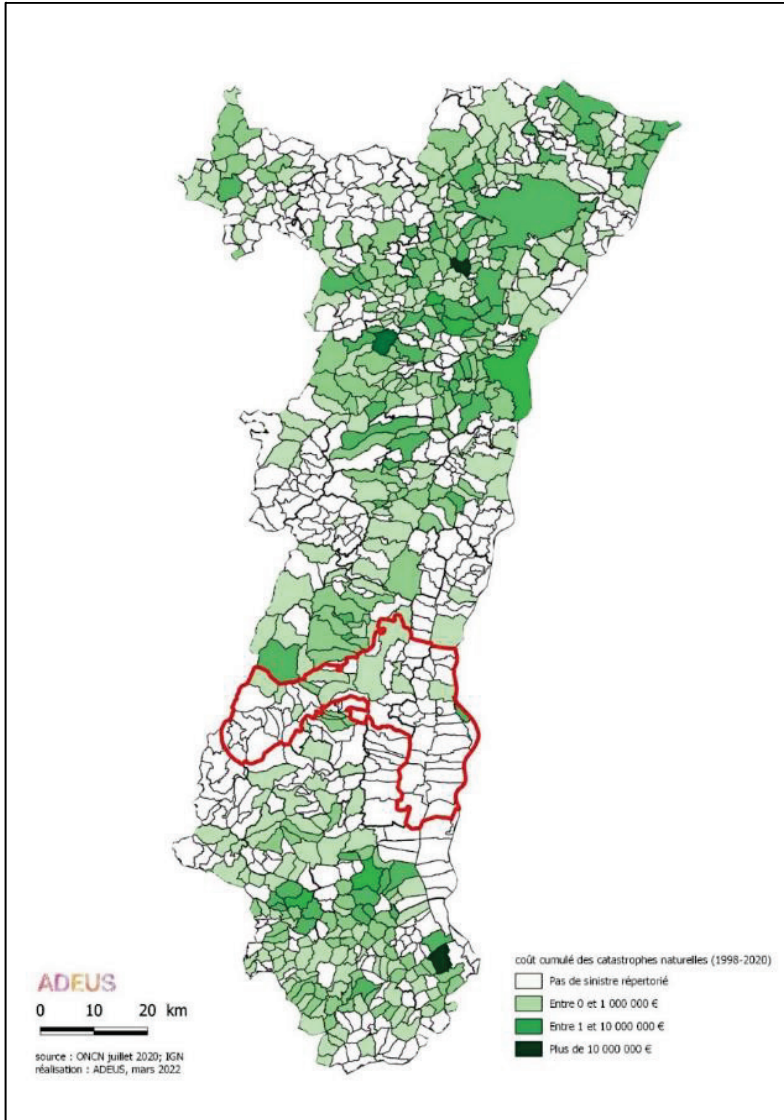 coût cumulé des catastrophes naturelles (1998-2020)
Pas de sinistre répertorié
Entre 0 et 1 000 000 €
Entre 1 et 10 000 000 €
Plus de 10 000 000 €
ADEUS
0 10 20 km
source : ONCN juillet 2020; IGN
réalisation : ADEUS, mars 2022